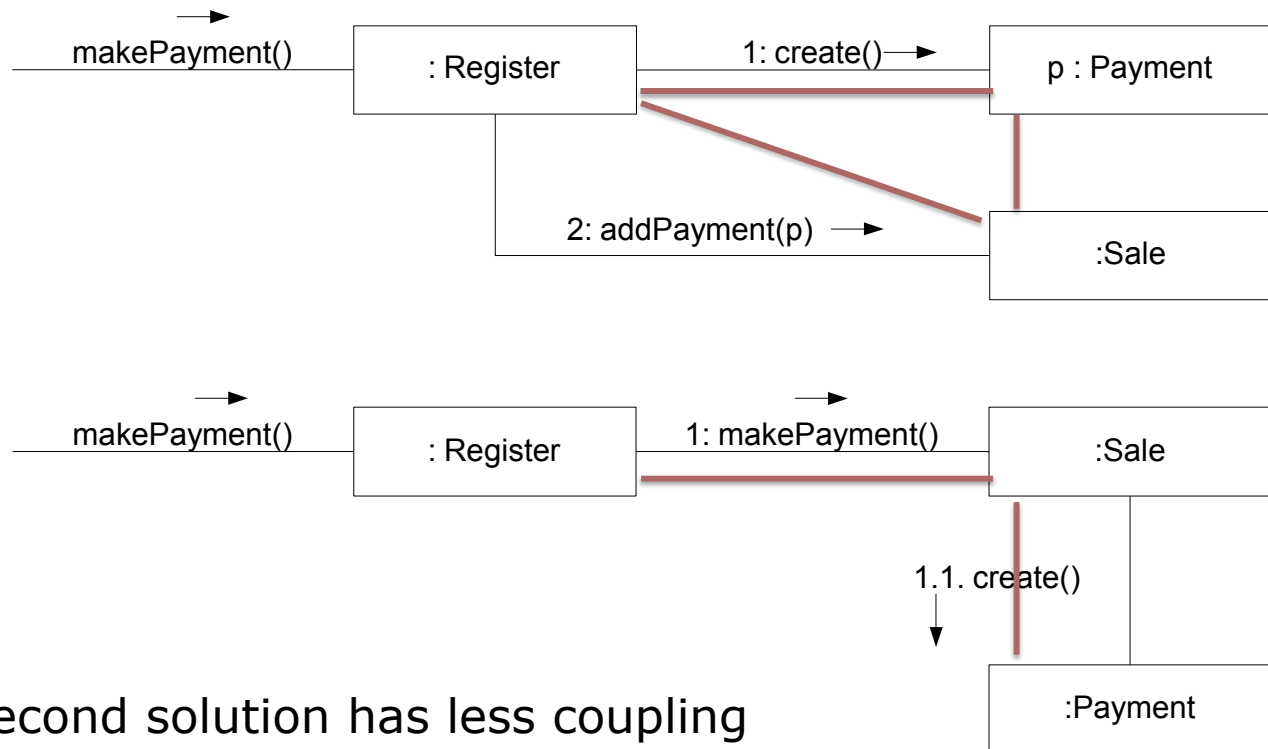 makePayment()
: Register
1: create()
p : Payment
2: addPayment(p)
:Sale
makePayment()
: Register
1: makePayment()
:Sale
1.1. create()
:Payment
econd solution has less coupling